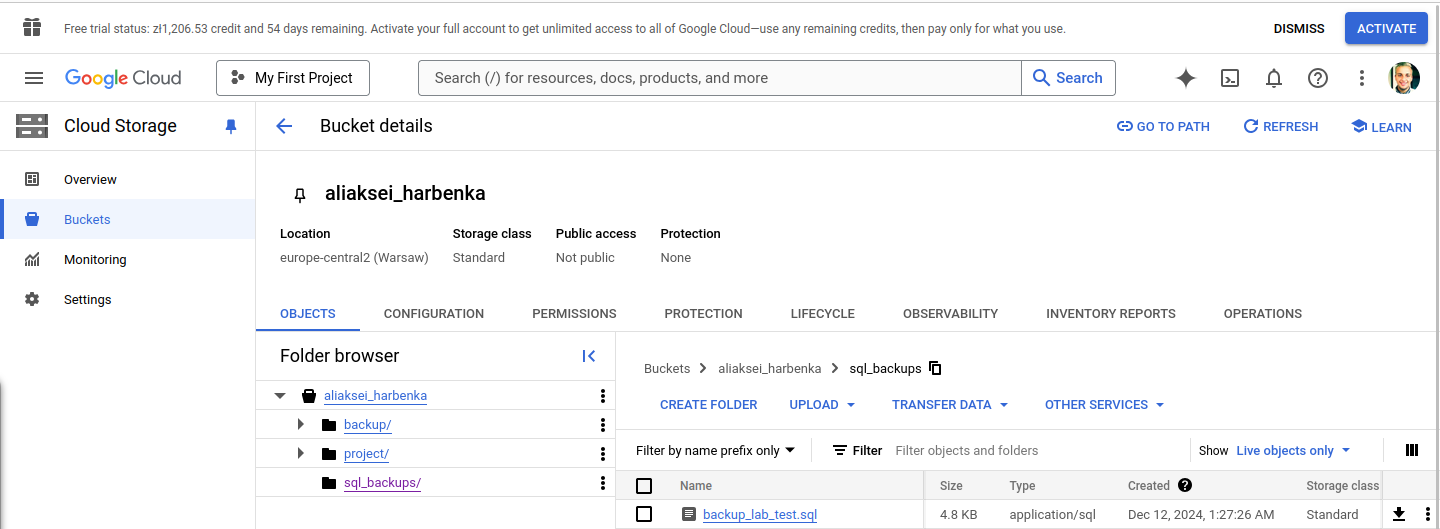 Free trial status: zł1,206.53 credit and 54 days remaining. Activate your full account to get unlimited access to all of Google Cloud—use any remaining credits, then pay only for what you use.
DISMISS
ACTIVATE
Google Cloud
My First Project
Search (/) for resources, docs, products, and more
Search
Cloud Storage
Bucket details
GO TO PATH
REFRESH
LEARN
Overview
Buckets
Monitoring
Settings
aliaksei_harbenka
Location Storage class Public access Protection
europe-central2 (Warsaw) Standard Not public None
OBJECTS CONFIGURATION PERMISSIONS PROTECTION LIFECYCLE OBSERVABILITY INVENTORY REPORTS OPERATIONS
Folder browser
aliaksei_harbenka
backup/
project/
sql_backups/
Buckets > aliaksei_harbenka > sql_backups
CREATE FOLDER UPLOAD TRANSFER DATA OTHER SERVICES
Filter by name prefix only Filter Filter objects and folders Show Live objects only
Name Size Type Created Storage class
backup_lab_test.sql 4.8 KB application/sql Dec 12, 2024, 1:27:26 AM Standard